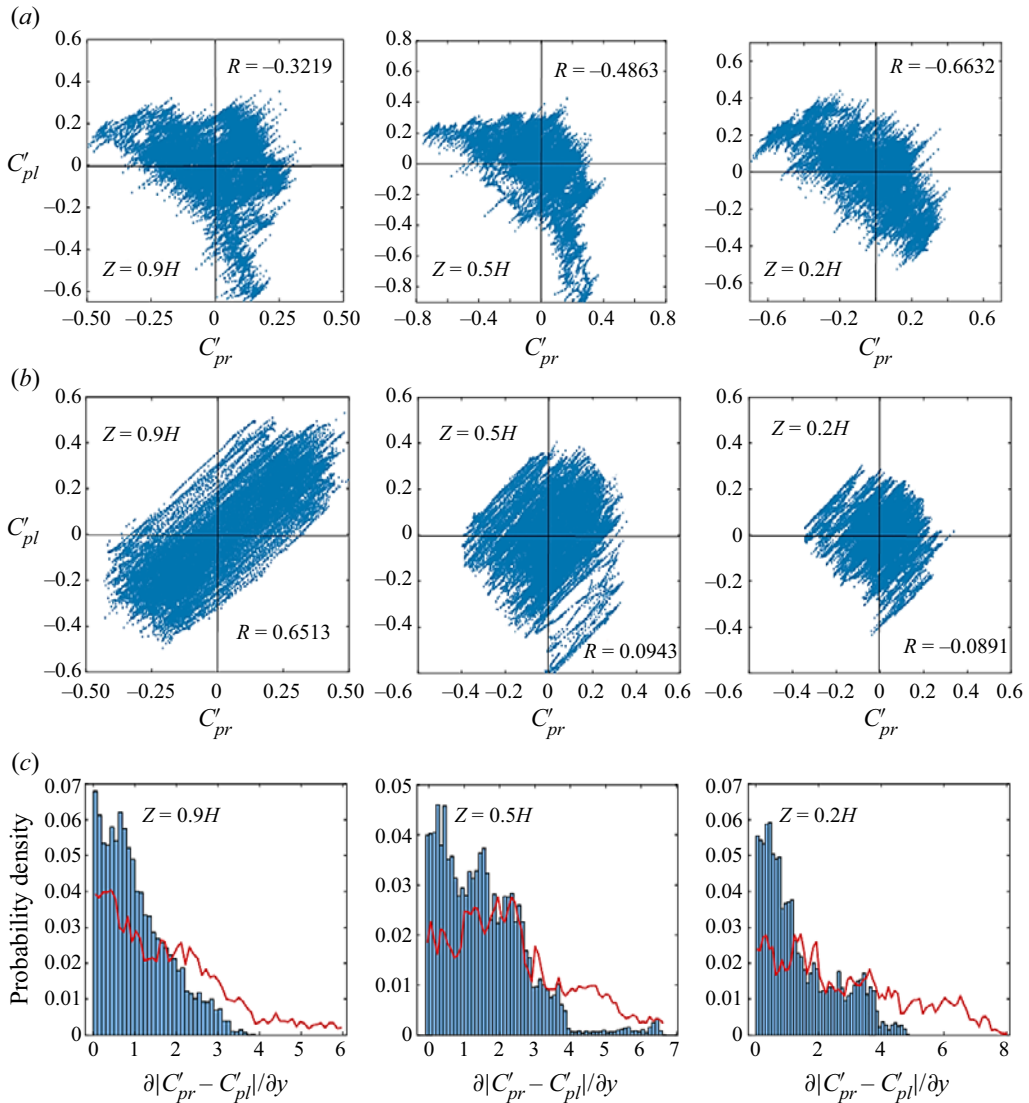 (a)
0.6
0.4
0.2
0
–0.2
–0.4
–0.6
C′pl
R = –0.3219
Z = 0.9H
–0.50 –0.25 0 0.25 0.50
C′pr
0.8
0.6
0.4
0.2
0
–0.2
–0.4
–0.6
–0.8
R = –0.4863
Z = 0.5H
–0.8 –0.4 0 0.4 0.8
C′pr
0.6
0.4
0.2
0
–0.2
–0.4
–0.6
R = –0.6632
Z = 0.2H
–0.6 –0.2 0 0.2 0.6
C′pr
(b)
0.6
0.4
0.2
0
–0.2
–0.4
–0.6
C′pl
Z = 0.9H
R = 0.6513
–0.50 –0.25 0 0.25 0.50
C′pr
0.6
0.4
0.2
0
–0.2
–0.4
–0.6
Z = 0.5H
R = 0.0943
–0.4 –0.2 0 0.2 0.4 0.6
C′pr
0.6
0.4
0.2
0
–0.2
–0.4
–0.6
Z = 0.2H
R = –0.0891
–0.4 –0.2 0 0.2 0.4 0.6
C′pr
(c)
Probability density
0.07
0.06
0.05
0.04
0.03
0.02
0.01
0
Z = 0.9H
0 1 2 3 4 5 6
∂|C′pr – C′pl|/∂y
0.05
0.04
0.03
0.02
0.01
0
Z = 0.5H
0 1 2 3 4 5 6 7
∂|C′pr – C′pl|/∂y
0.07
0.06
0.05
0.04
0.03
0.02
0.01
0
Z = 0.2H
0 2 4 6 8
∂|C′pr – C′pl|/∂y